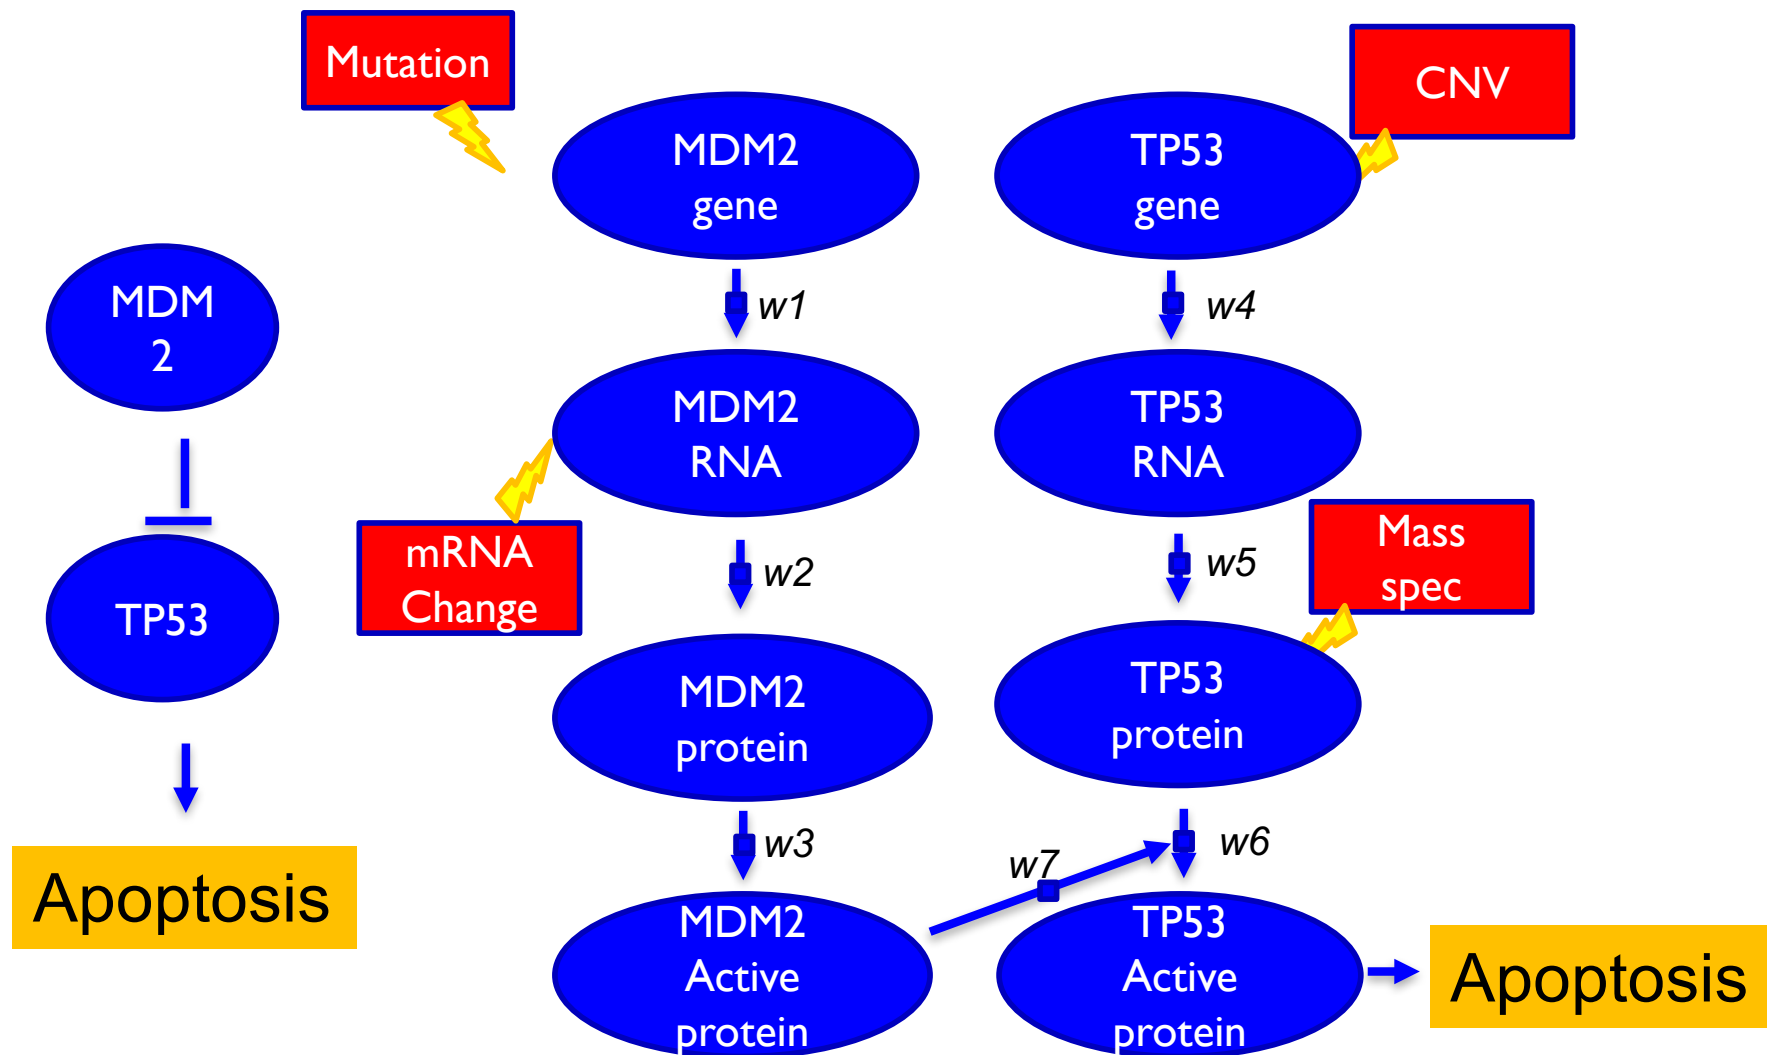 Mutation
CNV
MDM2
gene
TP53
gene
MDM
2
w1
w4
MDM2
RNA
TP53
RNA
mRNA
Change
w2
w5
Mass
spec
TP53
MDM2
protein
TP53
protein
w3
w7
w6
Apoptosis
MDM2
Active
protein
TP53
Active
protein
Apoptosis